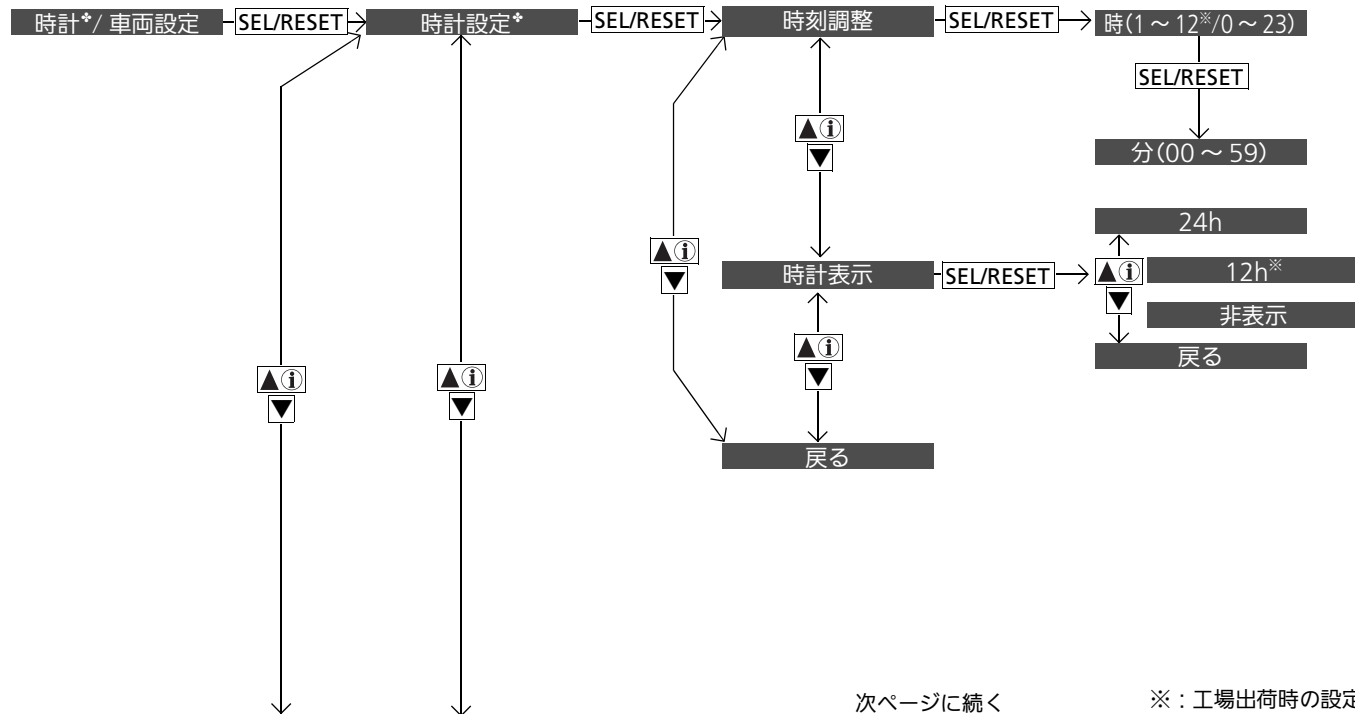 時計✤/ 車両設定 SEL/RESET 時計設定✤ SEL/RESET 時刻調整 SEL/RESET 時(1 ～ 12※/0 ～ 23)
SEL/RESET
▲ⓘ
▼
分(00 ～ 59)
24h
▲ⓘ
▼
時計表示 SEL/RESET ▲ⓘ 12h※
▼ 非表示
▲ⓘ
▼
戻る
▲ⓘ ▲ⓘ
▼ ▼
戻る
次ページに続く ※：工場出荷時の設定